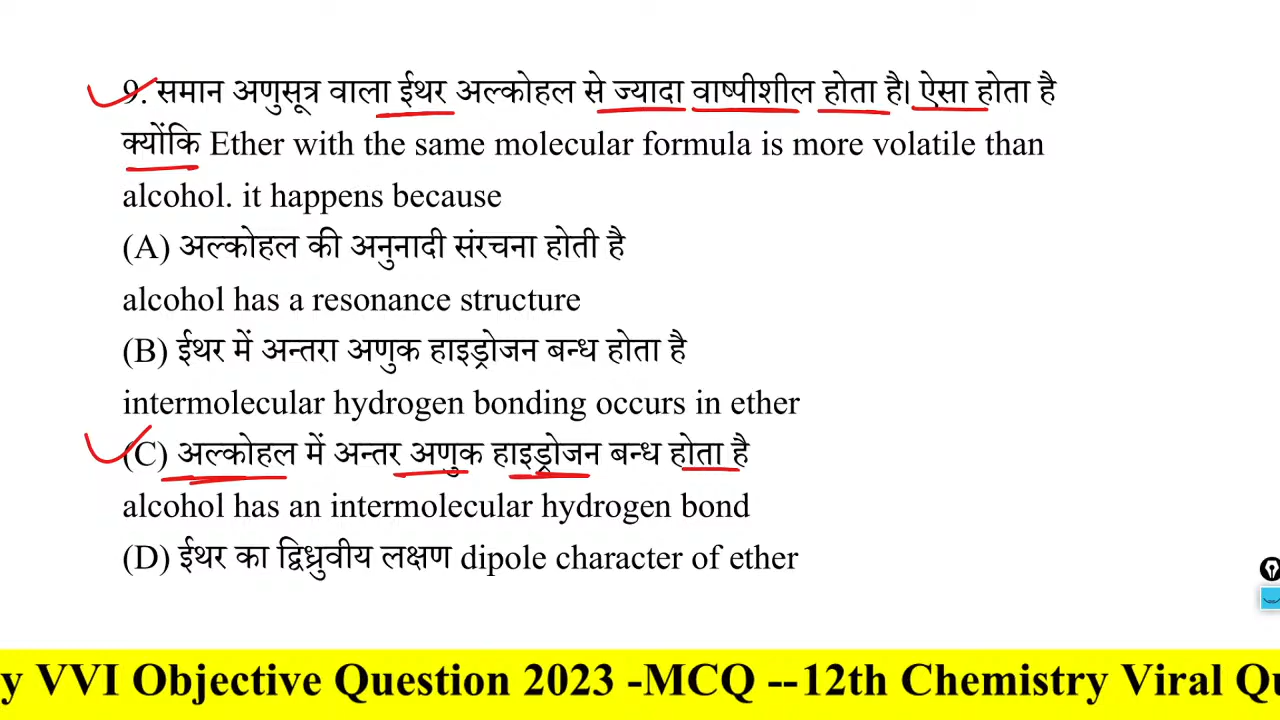 9. समान अणुसूत्र वाला ईथर अल्कोहल से ज्यादा वाष्पीशील होता है। ऐसा होता है
क्योंकि Ether with the same molecular formula is more volatile than
alcohol. it happens because
(A) अल्कोहल की अनुनादी संरचना होती है
alcohol has a resonance structure
(B) ईथर में अन्तरा अणुक हाइड्रोजन बन्ध होता है
intermolecular hydrogen bonding occurs in ether
(C) अल्कोहल में अन्तर अणुक हाइड्रोजन बन्ध होता है
alcohol has an intermolecular hydrogen bond
(D) ईथर का द्विध्रुवीय लक्षण dipole character of ether
y VVI Objective Question 2023 -MCQ --12th Chemistry Viral Qu